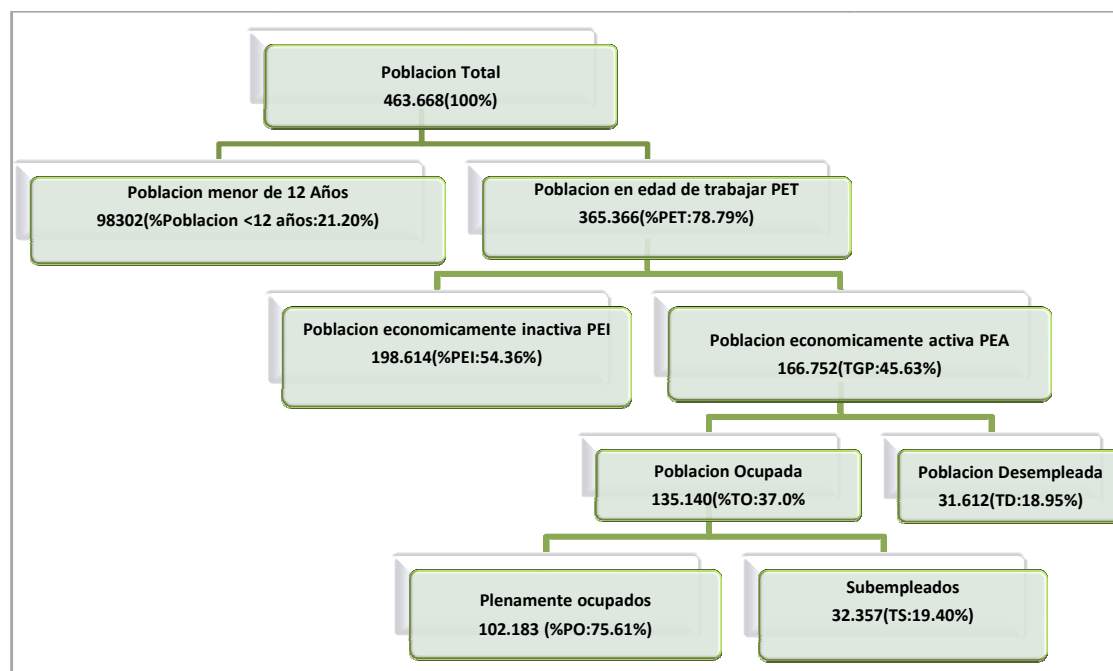 Poblacion Total
463.668(100%)
Poblacion menor de 12 Años
98302(%Poblacion <12 años:21.20%)
Poblacion en edad de trabajar PET
365.366(%PET:78.79%)
Poblacion economicamente inactiva PEI
198.614(%PEI:54.36%)
Poblacion economicamente activa PEA
166.752(TGP:45.63%)
Poblacion Ocupada
135.140(%TO:37.0%
Poblacion Desempleada
31.612(TD:18.95%)
Plenamente ocupados
102.183 (%PO:75.61%)
Subempleados
32.357(TS:19.40%)